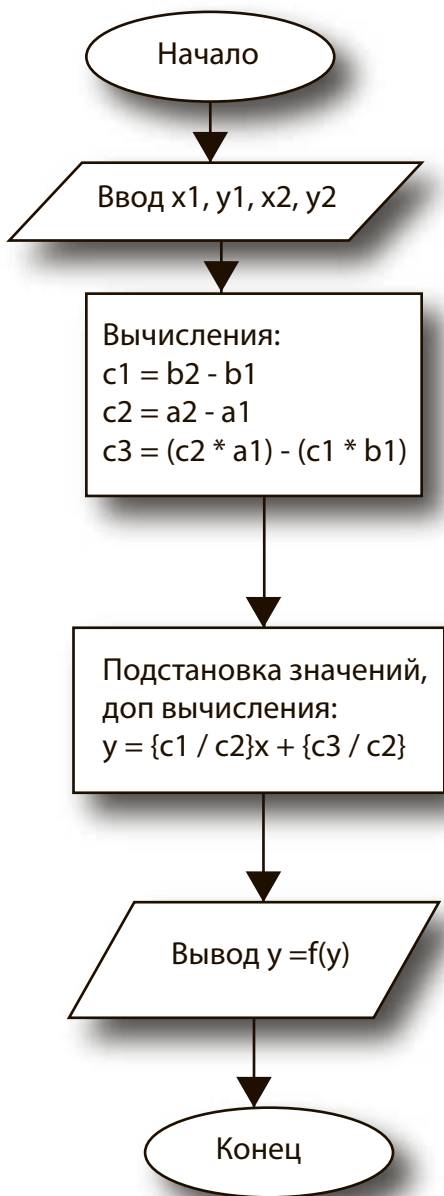 Начало
Ввод x1, y1, x2, y2
Вычисления:
c1 = b2 - b1
c2 = a2 - a1
c3 = (c2 * a1) - (c1 * b1)
Подстановка значений,
доп вычисления:
y = {c1 / c2}x + {c3 / c2}
Вывод y =f(y)
Конец